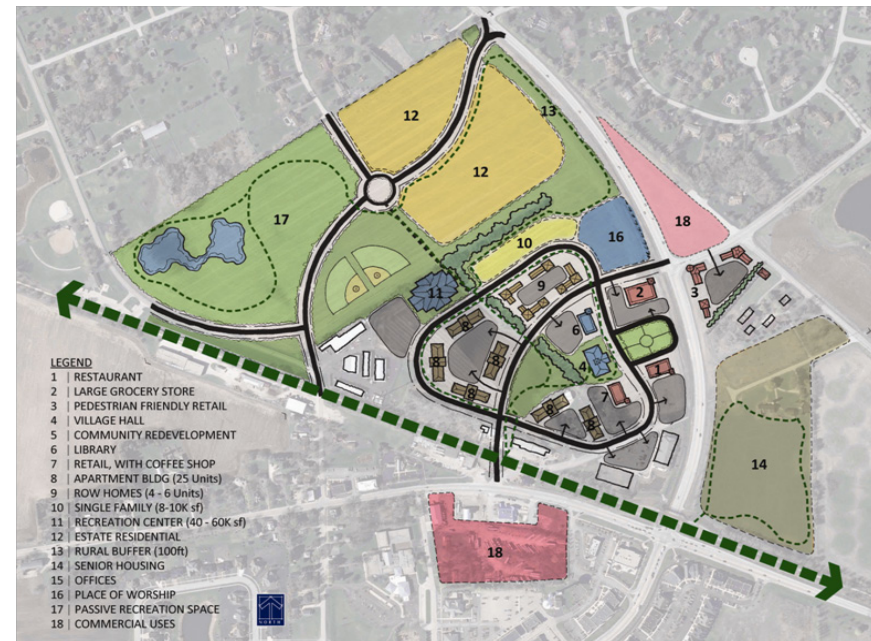 12
13
12
17
18
16
10
9
2
3
11
8
6
8
8
4
1
8
7
8
8
14
18
LEGEND
1 | RESTAURANT
2 | LARGE GROCERY STORE
3 | PEDESTRIAN FRIENDLY RETAIL
4 | VILLAGE HALL
5 | COMMUNITY REDEVELOPMENT
6 | LIBRARY
7 | RETAIL, WITH COFFEE SHOP
8 | APARTMENT BLDG (25 Units)
9 | ROW HOMES (4 - 6 Units)
10 | SINGLE FAMILY (8-10K sf)
11 | RECREATION CENTER (40 - 60K sf)
12 | ESTATE RESIDENTIAL
13 | RURAL BUFFER (100ft)
14 | SENIOR HOUSING
15 | OFFICES
16 | PLACE OF WORSHIP
17 | PASSIVE RECREATION SPACE
18 | COMMERCIAL USES
NORTH